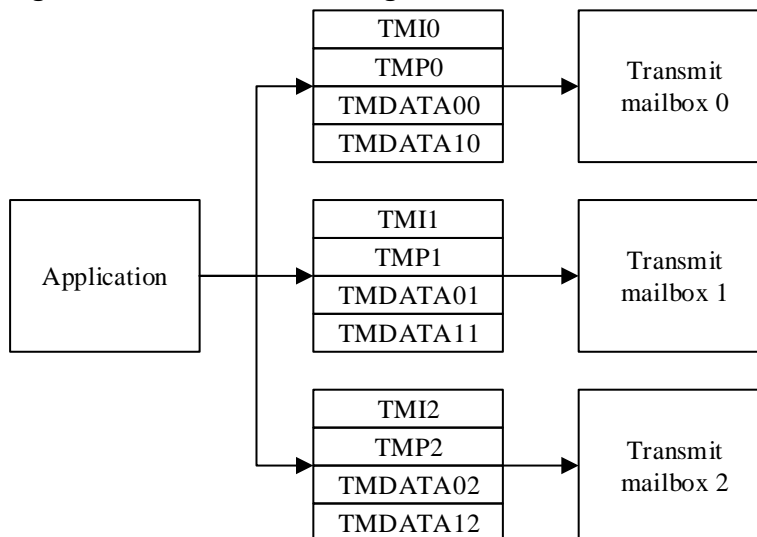 TMI0
TMP0
TMDATA00
TMDATA10
Transmit
mailbox 0
Application
TMI1
TMP1
TMDATA01
TMDATA11
Transmit
mailbox 1
TMI2
TMP2
TMDATA02
TMDATA12
Transmit
mailbox 2